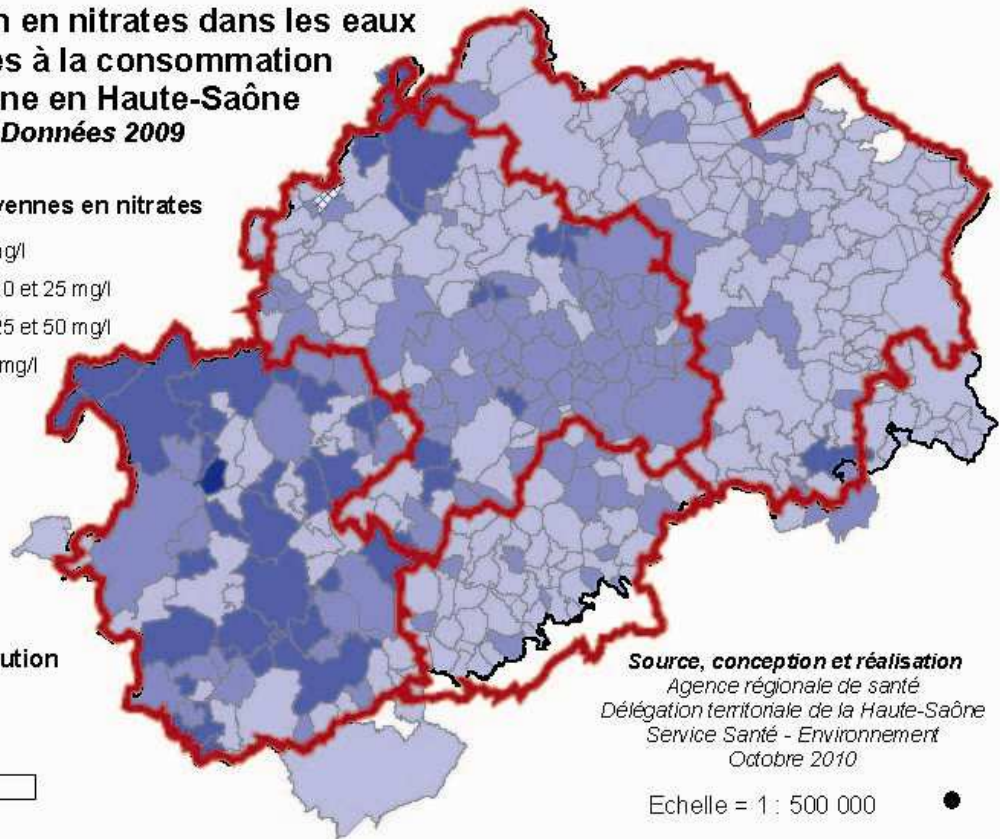 n en nitrates dans les eaux
es à la consommation
ne en Haute-Saône
Données 2009
yennes en nitrates
ng/l
0 et 25 mg/l
25 et 50 mg/l
mg/l
ution
Source, conception et réalisation
Agence régionale de santé
Délégation territoriale de la Haute-Saône
Service Santé - Environnement
Octobre 2010
Echelle = 1 : 500 000